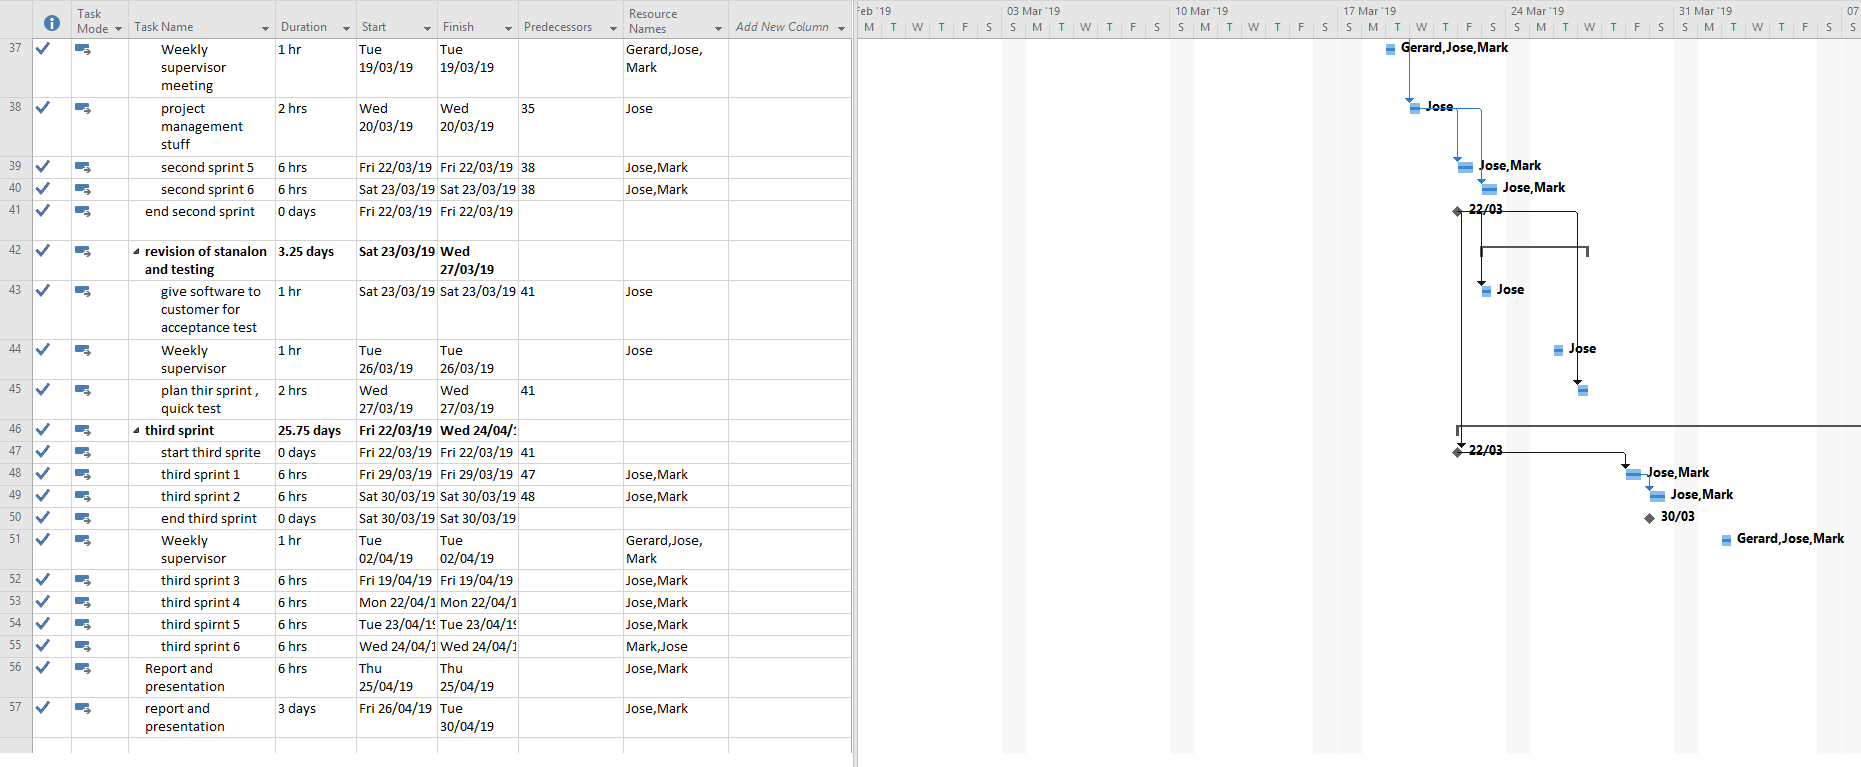 Task Mode Task Name Duration Start Finish Predecessors Resource Names Add New Column
37 Weekly supervisor meeting 1 hr Tue 19/03/19 Tue 19/03/19 Gerard,Jose, Mark
38 project management stuff 2 hrs Wed 20/03/19 Wed 20/03/19 35 Jose
39 second sprint 5 6 hrs Fri 22/03/19 Fri 22/03/19 38 Jose,Mark
40 second sprint 6 6 hrs Sat 23/03/19 Sat 23/03/19 38 Jose,Mark
41 end second sprint 0 days Fri 22/03/19 Fri 22/03/19
42 revision of stanalon and testing 3.25 days Sat 23/03/19 Wed 27/03/19
43 give software to customer for acceptance test 1 hr Sat 23/03/19 Sat 23/03/19 41 Jose
44 Weekly supervisor 1 hr Tue 26/03/19 Tue 26/03/19 Jose
45 plan thir sprint , quick test 2 hrs Wed 27/03/19 Wed 27/03/19 41
46 third sprint 25.75 days Fri 22/03/19 Wed 24/04/1
47 start third sprite 0 days Fri 22/03/19 Fri 22/03/19 41
48 third sprint 1 6 hrs Fri 29/03/19 Fri 29/03/19 47 Jose,Mark
49 third sprint 2 6 hrs Sat 30/03/19 Sat 30/03/19 48 Jose,Mark
50 end third sprint 0 days Sat 30/03/19 Sat 30/03/19
51 Weekly supervisor 1 hr Tue 02/04/19 Tue 02/04/19 Gerard,Jose, Mark
52 third sprint 3 6 hrs Fri 19/04/19 Fri 19/04/19 Jose,Mark
53 third sprint 4 6 hrs Mon 22/04/1 Mon 22/04/1 Jose,Mark
54 third spirnt 5 6 hrs Tue 23/04/1 Tue 23/04/1 Jose,Mark
55 third sprint 6 6 hrs Wed 24/04/1 Wed 24/04/1 Mark,Jose
56 Report and presentation 6 hrs Thu 25/04/19 Thu 25/04/19 Jose,Mark
57 report and presentation 3 days Fri 26/04/19 Tue 30/04/19 Jose,Mark
eb '19 03 Mar '19 10 Mar '19 17 Mar '19 24 Mar '19 31 Mar '19 07
M T W T F S S M T W T F S S M T W T F S S M T W T F S S M T W T F S S M T W T F S S
Gerard,Jose,Mark
Jose
Jose,Mark
Jose,Mark
22/03
Jose
Jose
22/03
Jose,Mark
Jose,Mark
30/03
Gerard,Jose,Mark